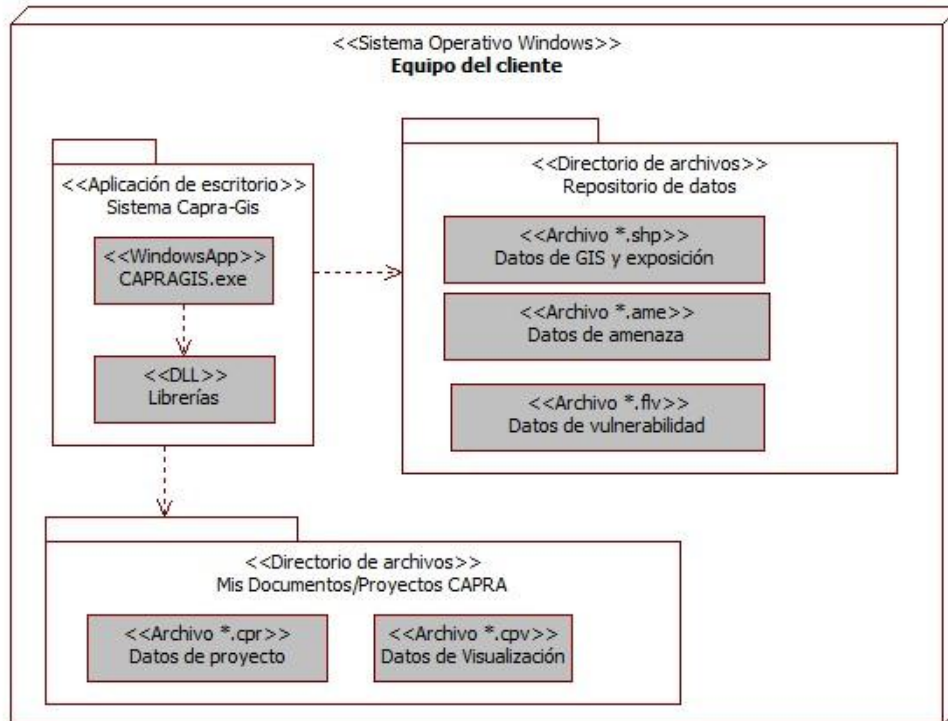 <<Sistema Operativo Windows>>
Equipo del cliente
<<Aplicación de escritorio>>
Sistema Capra-Gis
<<WindowsApp>>
CAPRAGIS.exe
<<DLL>>
Librerías
<<Directorio de archivos>>
Repositorio de datos
<<Archivo *.shp>>
Datos de GIS y exposición
<<Archivo *.ame>>
Datos de amenaza
<<Archivo *.flv>>
Datos de vulnerabilidad
<<Directorio de archivos>>
Mis Documentos/Proyectos CAPRA
<<Archivo *.cpr>>
Datos de proyecto
<<Archivo *.cpv>>
Datos de Visualización